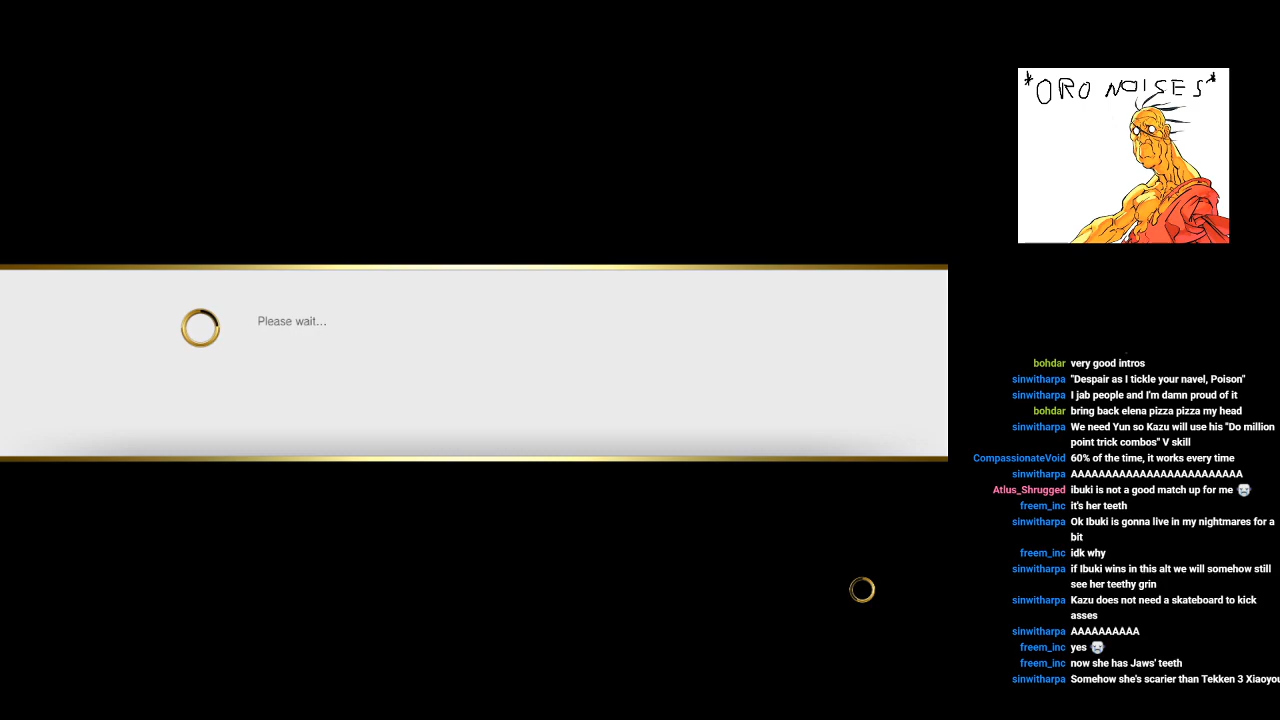 *ORO NOISES*
Please wait...
bohdar very good intros
sinwitharpa "Despair as I tickle your navel, Poison"
sinwitharpa I jab people and I'm damn proud of it
bohdar bring back elena pizza pizza my head
sinwitharpa We need Yun so Kazu will use his "Do million
point trick combos" V skill
CompassionateVoid 60% of the time, it works every time
sinwitharpa AAAAAAAAAAAAAAAAAAAAAAAAA
Atlus_Shrugged ibuki is not a good match up for me
freem_inc it's her teeth
sinwitharpa Ok Ibuki is gonna live in my nightmares for a
bit
freem_inc idk why
sinwitharpa if Ibuki wins in this alt we will somehow still
see her teethy grin
sinwitharpa Kazu does not need a skateboard to kick
asses
sinwitharpa AAAAAAAAAA
freem_inc yes
freem_inc now she has Jaws' teeth
sinwitharpa Somehow she's scarier than Tekken 3 Xiaoyu